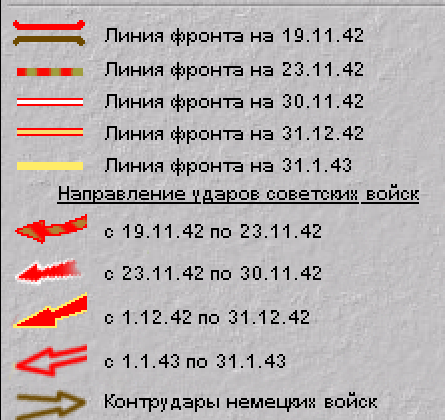 Линия фронта на 19.11.42
Линия фронта на 23.11.42
Линия фронта на 30.11.42
Линия фронта на 31.12.42
Линия фронта на 31.1.43
Направление ударов советских войск
с 19.11.42 по 23.11.42
с 23.11.42 по 30.11.42
с 1.12.42 по 31.12.42
с 1.1.43 по 31.1.43
Контрудары немецких войск